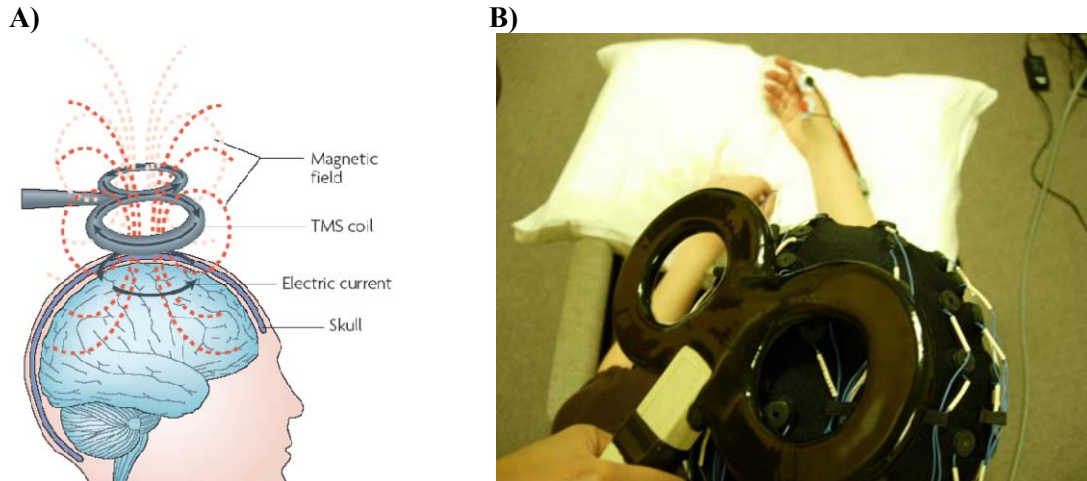 A)
B)
Magnetic
field
TMS coil
Electric current
Skull